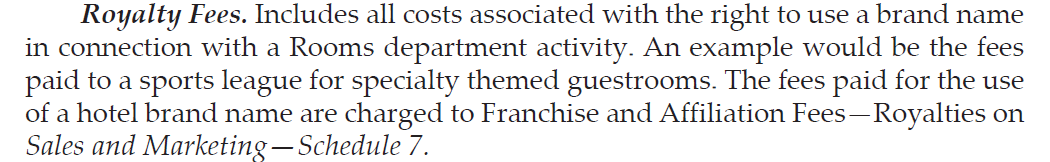 Royalty Fees. Includes all costs associated with the right to use a brand name
in connection with a Rooms department activity. An example would be the fees
paid to a sports league for specialty themed guestrooms. The fees paid for the use
of a hotel brand name are charged to Franchise and Affiliation Fees—Royalties on
Sales and Marketing—Schedule 7.